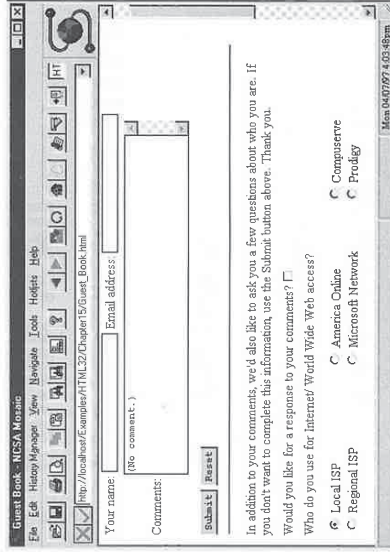 Guest Book - NCSA Mosaic
File Edit History Manager View Navigate Tools Hotlists Help
HT
http://localhost/Examples/HTML32/Chapter15/Guest_Book.html
Your name: Email address:
Comments: (No comment.)
Submit Reset
In addition to your comments, we'd also like to ask you a few questions about who you are. If
you don't want to complete this information, use the Submit button above. Thank you.
Would you like for a response to your comments?
Who do you use for Internet/ World Wide Web access?
Local ISP America Online Compuserve
Regional ISP Microsoft Network Prodigy
Mon 04/07/97 4:03:48pm